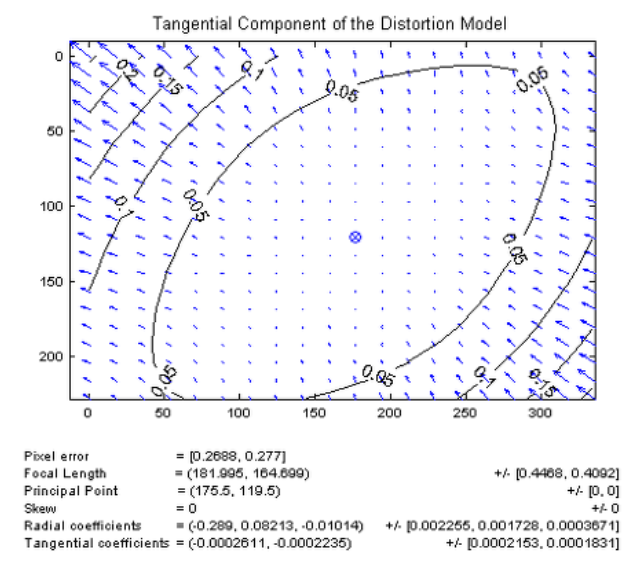 Tangential Component of the Distortion Model
0
50
100
150
200
0 50 100 150 200 250 300
0.2
0.15
0.1
0.05
0.05
0.1
0.05
0.05
0.05
0.05
0.1
0.15
Pixel error = [0.2688, 0.277]
Focal Length = (181.995, 164.699) +/- [0.4468, 0.4092]
Principal Point = (175.5, 119.5) +/- [0, 0]
Skew = 0 +/- 0
Radial coefficients = (-0.289, 0.08213, -0.01014) +/- [0.002255, 0.001728, 0.0003671]
Tangential coefficients = (-0.0002611, -0.0002235) +/- [0.0002153, 0.0001831]